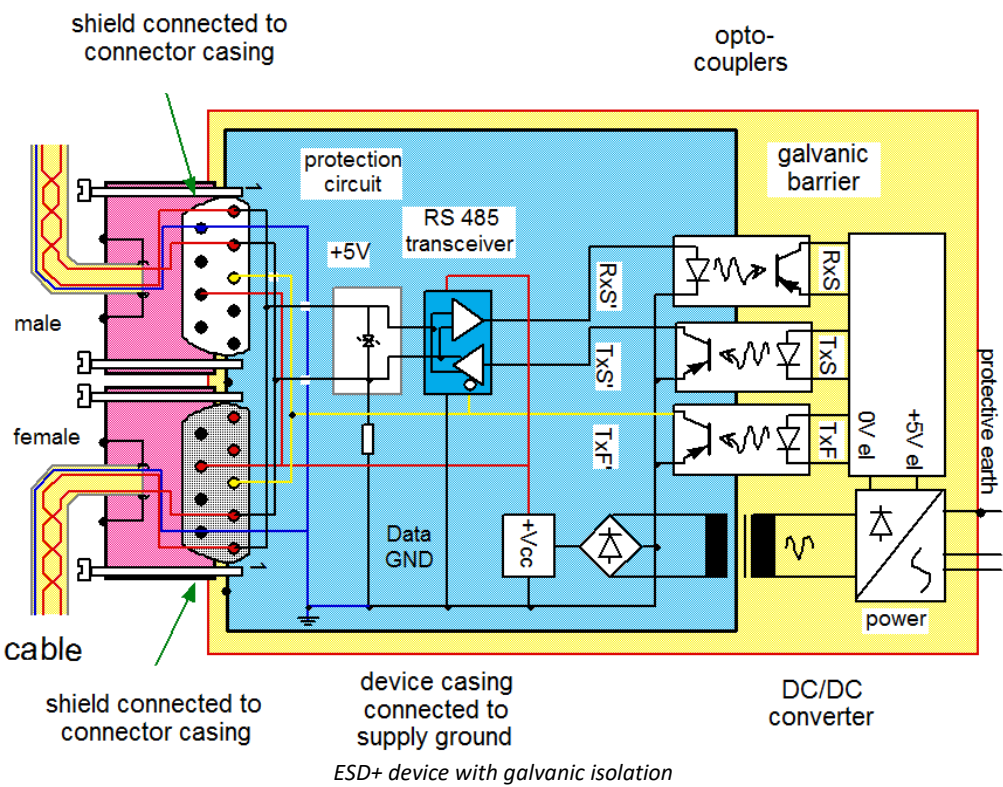 shield connected to
connector casing
opto-
couplers
protection
circuit
galvanic
barrier
1
RS 485
transceiver
+5V
RxS'
RxS
male
TxS'
TxS
protective earth
female
TxF'
TxF
0V el
+5V el
Data
GND
+Vcc
1
power
cable
shield connected to
connector casing
device casing
connected to
supply ground
DC/DC
converter
ESD+ device with galvanic isolation